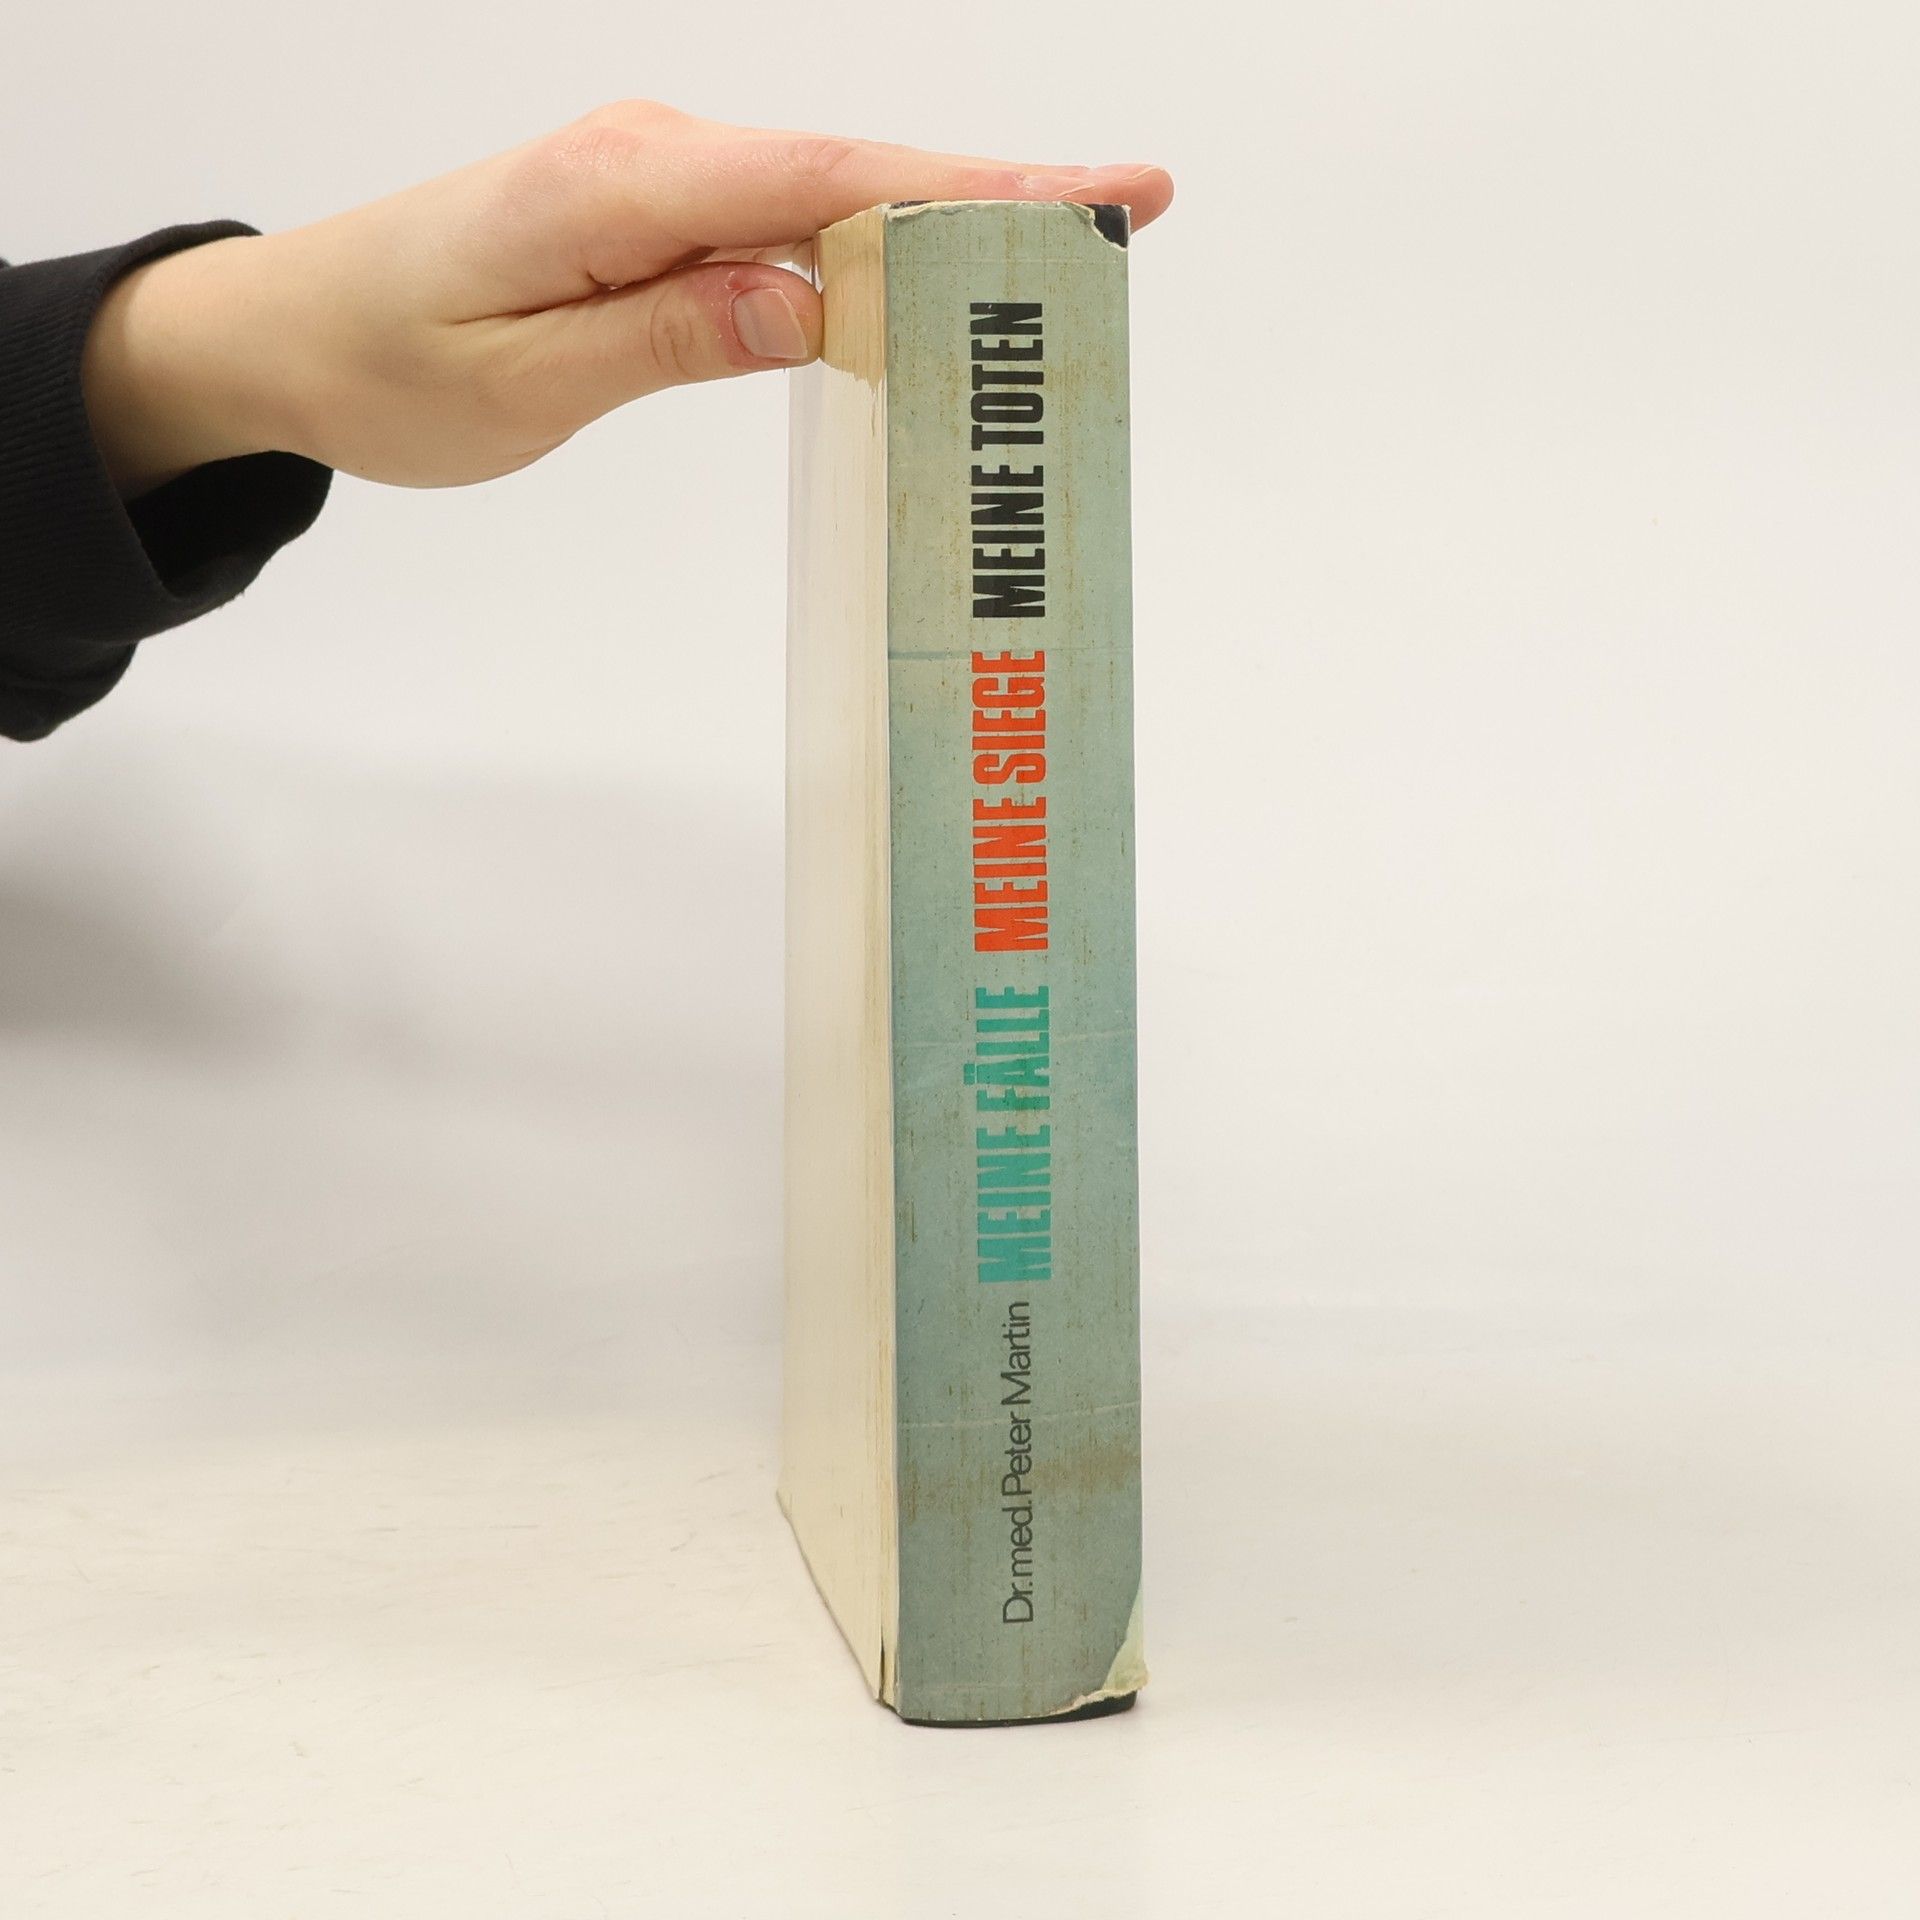 Dr. med. Peter Martin MEINE FÄLLE MEINE SIEGE MEINE TOTEN